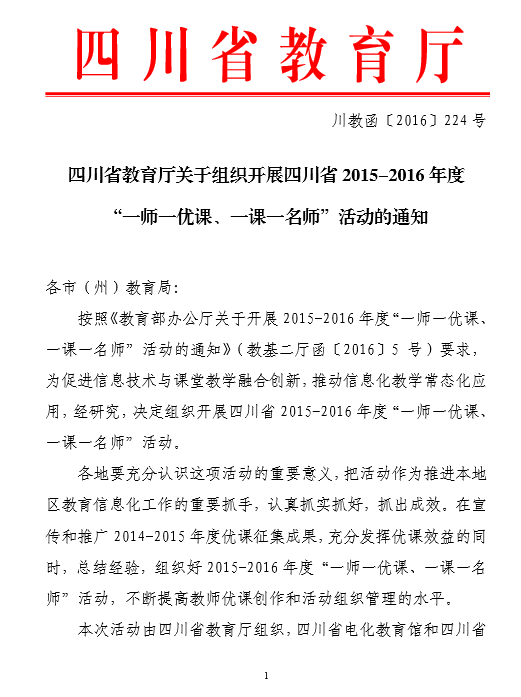 四川省教育厅
川教函〔2016〕224 号
四川省教育厅关于组织开展四川省 2015-2016 年度
“一师一优课、一课一名师”活动的通知
各市（州）教育局：
按照《教育部办公厅关于开展 2015-2016 年度“一师一优课、
一课一名师”活动的通知》（教基二厅函〔2016〕5 号）要求，
为促进信息技术与课堂教学融合创新，推动信息化教学常态化应
用，经研究，决定组织开展四川省 2015-2016 年度“一师一优课、
一课一名师”活动。
各地要充分认识这项活动的重要意义，把活动作为推进本地
区教育信息化工作的重要抓手，认真抓实抓好，抓出成效。在宣
传和推广 2014-2015 年度优课征集成果，充分发挥优课效益的同
时，总结经验，组织好 2015-2016 年度“一师一优课、一课一名
师”活动，不断提高教师优课创作和活动组织管理的水平。
本次活动由四川省教育厅组织，四川省电化教育馆和四川省
1